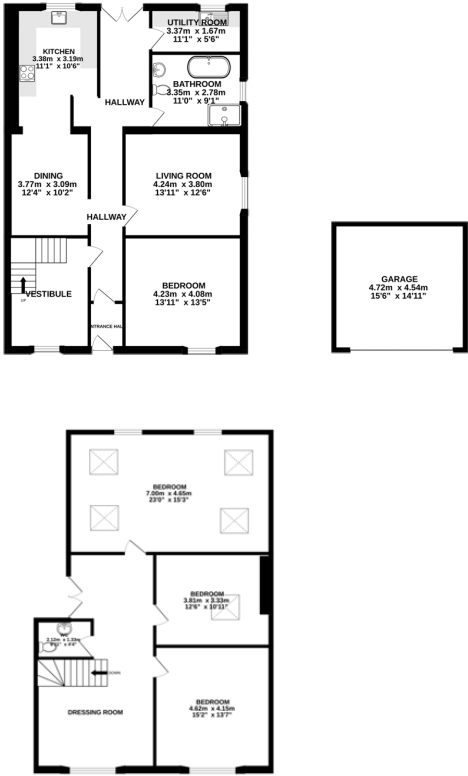 UTILITY ROOM
3.37m x 1.67m
11'1" x 5'6"
KITCHEN
3.38m x 3.19m
11'1" x 10'6"
BATHROOM
3.35m x 2.78m
11'0" x 9'1"
HALLWAY
DINING
3.77m x 3.09m
12'4" x 10'2"
LIVING ROOM
4.24m x 3.80m
13'11" x 12'6"
HALLWAY
BEDROOM
4.23m x 4.08m
13'11" x 13'5"
VESTIBULE
UP
ENTRANCE HALL
GARAGE
4.72m x 4.54m
15'6" x 14'11"
BEDROOM
7.00m x 4.65m
23'0" x 15'3"
BEDROOM
3.81m x 3.33m
12'6" x 10'11"
WC
DOWN
DRESSING ROOM
BEDROOM
4.62m x 4.15m
15'2" x 13'7"